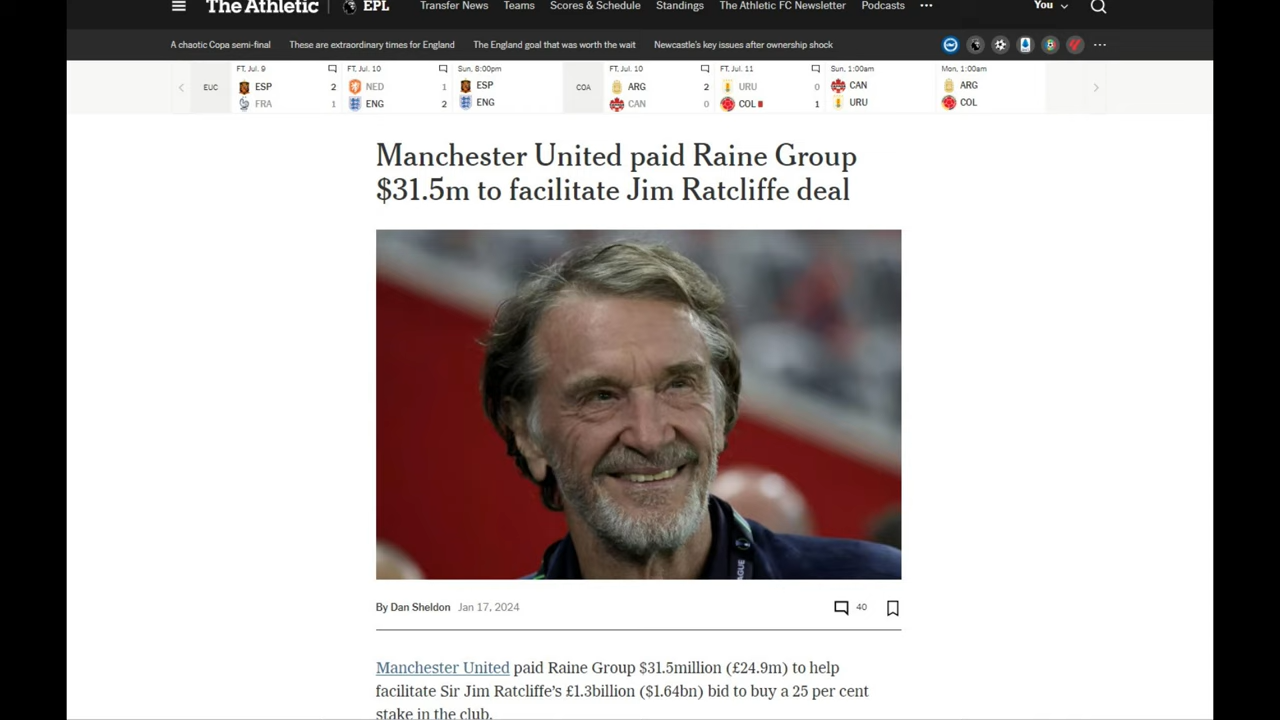 The Athletic EPL Transfer News Teams Scores & Schedule Standings The Athletic FC Newsletter Podcasts ••• You
A chaotic Copa semi-final These are extraordinary times for England The England goal that was worth the wait Newcastle's key issues after ownership shock
EUC
FT, Jul. 9
ESP 2
FRA 1
FT, Jul. 10
NED 1
ENG 2
Sun, 8:00pm
ESP
ENG
COA
FT, Jul. 10
ARG 2
CAN 0
FT, Jul. 11
URU 0
COL 1
Sun, 1:00am
CAN
URU
Mon, 1:00am
ARG
COL
Manchester United paid Raine Group
$31.5m to facilitate Jim Ratcliffe deal
AGUE
By Dan Sheldon Jan 17, 2024 40
Manchester United paid Raine Group $31.5million (£24.9m) to help
facilitate Sir Jim Ratcliffe's £1.3billion ($1.64bn) bid to buy a 25 per cent
stake in the club.